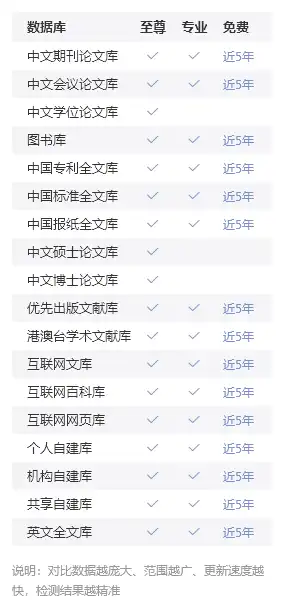 数据库 至尊 专业 免费
中文期刊论文库 ✓ ✓ 近5年
中文会议论文库 ✓ ✓ 近5年
中文学位论文库 ✓
图书库 ✓ ✓ 近5年
中国专利全文库 ✓ ✓ 近5年
中国标准全文库 ✓ ✓ 近5年
中国报纸全文库 ✓ ✓ 近5年
中文硕士论文库 ✓
中文博士论文库 ✓
优先出版文献库 ✓ ✓ 近5年
港澳台学术文献库 ✓ ✓ 近5年
互联网文库 ✓ ✓ 近5年
互联网百科库 ✓ ✓ 近5年
互联网网页库 ✓ ✓ 近5年
个人自建库 ✓ ✓ 近5年
机构自建库 ✓ ✓ 近5年
共享自建库 ✓ ✓ 近5年
英文全文库 ✓ ✓ 近5年
说明：对比数据越庞大、范围越广、更新速度越
快，检测结果越精准